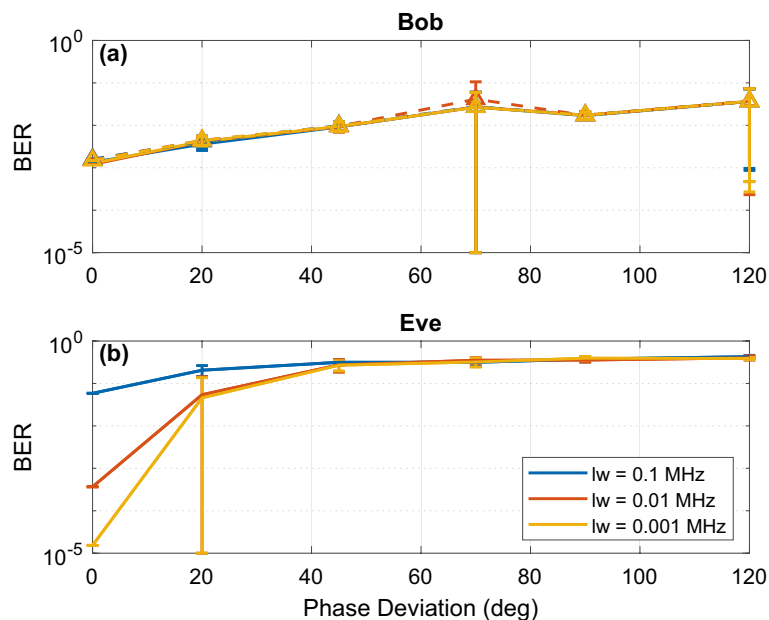 Bob
(a)
10^0
BER
10^-5
0 20 40 60 80 100 120
Eve
(b)
10^0
BER
10^-5
lw = 0.1 MHz
lw = 0.01 MHz
lw = 0.001 MHz
0 20 40 60 80 100 120
Phase Deviation (deg)